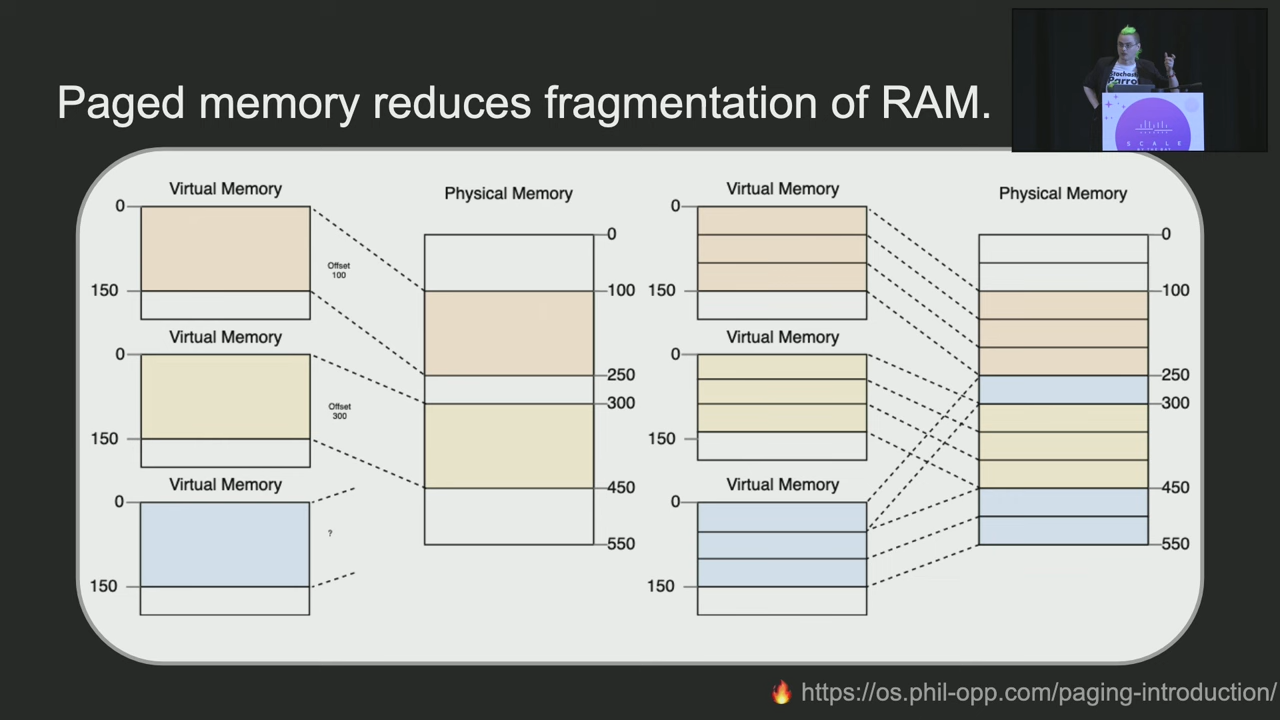 Paged memory reduces fragmentation of RAM.
Stochastic
Parrot
SCALE
Virtual Memory
0
150
Offset
100
Virtual Memory
0
150
Offset
300
Virtual Memory
0
150
?
Physical Memory
0
100
250
300
450
550
Virtual Memory
0
150
Virtual Memory
0
150
Virtual Memory
0
150
Physical Memory
0
100
250
300
450
550
https://os.phil-opp.com/paging-introduction/